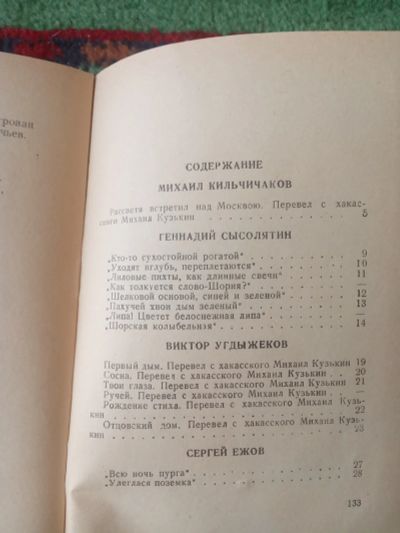 рован
чьев.
СОДЕРЖАНИЕ
МИХАИЛ КИЛЬЧИЧАКОВ
Рассветя встретил над Москвою. Перевел с хакас-
ского Михаил Кузькин . . . . . . . . . . . 5
ГЕННАДИЙ СЫСОЛЯТИН
„Кто-то сухостойной рогатой“ . . . . . . 9
„Уходят вглубь, переплетаются“ . . . . . 10
„Лиловые пихты, как длинные свечи“ . . . 11
„Как толкуется слово-Шория?“ . . . . . . —
„Шелковой основой, синей и зеленой“ . . . 12
„Пахучей хвои дым зеленый“ . . . . . . . 13
„Липа! Цветет белоснежная липа“ . . . . . —
„Шорская колыбельная“ . . . . . . . . . 14
ВИКТОР УГДЫЖЕКОВ
Первый дым. Перевел с хакасского Михаил Кузькин 19
Сосна. Перевел с хакасского Михаил Кузькин . . 20
Твои глаза. Перевел с хакасского Михаил Кузькин 21
Ручей. Перевел с хакасского Михаил Кузькин . . —
Рождение стиха. Перевел с хакасского Михаил Кузь-
кин . . . . . . . . . . . . . . . . 22
Отцовский дом. Перевел с хакасского Михаил Кузь-
кин . . . . . . . . . . . . . . . . 23
СЕРГЕЙ ЕЖОВ
„Всю ночь пурга“ . . . . . . . . . . . 27
„Улеглася поземка“ . . . . . . . . . . 28
133